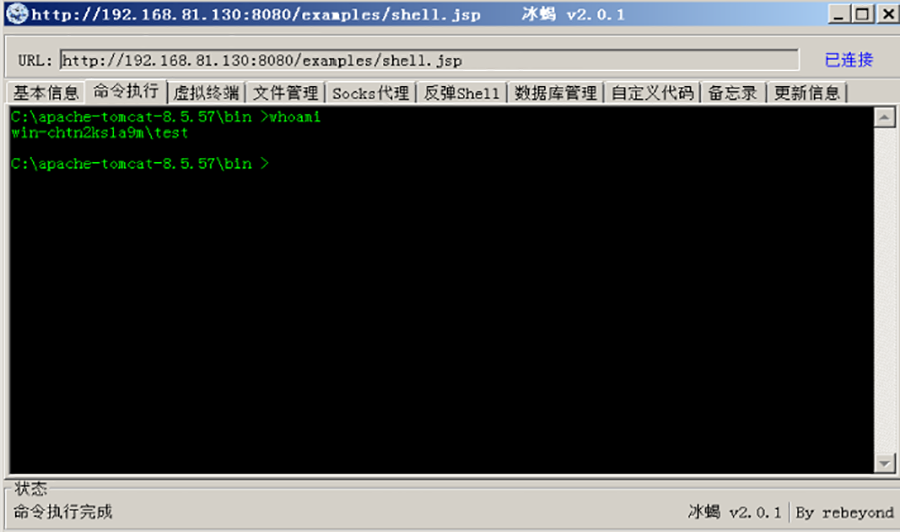 http://192.168.81.130:8080/examples/shell.jsp 冰蝎 v2.0.1
URL: http://192.168.81.130:8080/examples/shell.jsp 已连接
基本信息 命令执行 虚拟终端 文件管理 Socks代理 反弹Shell 数据库管理 自定义代码 备忘录 更新信息
C:\apache-tomcat-8.5.57\bin >whoami
win-chtn2ks1a9m\test
C:\apache-tomcat-8.5.57\bin >
状态
命令执行完成 冰蝎 v2.0.1 By rebeyond